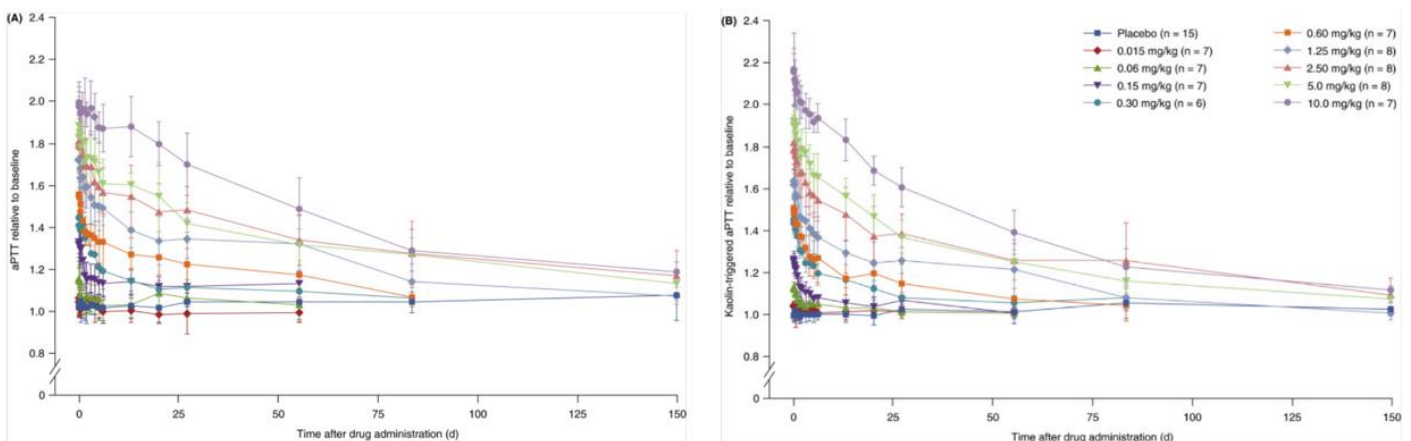 (A)
2.4
2.2
2.0
1.8
1.6
1.4
1.2
1.0
0.8
0
aPTT relative to baseline
0 25 50 75 100 125 150
Time after drug administration (d)
(B)
2.4
2.2
2.0
1.8
1.6
1.4
1.2
1.0
0.8
0
Kaolin-triggered aPTT relative to baseline
Placebo (n = 15)
0.015 mg/kg (n = 7)
0.06 mg/kg (n = 7)
0.15 mg/kg (n = 7)
0.30 mg/kg (n = 6)
0.60 mg/kg (n = 7)
1.25 mg/kg (n = 8)
2.50 mg/kg (n = 8)
5.0 mg/kg (n = 8)
10.0 mg/kg (n = 7)
0 25 50 75 100 125 150
Time after drug administration (d)